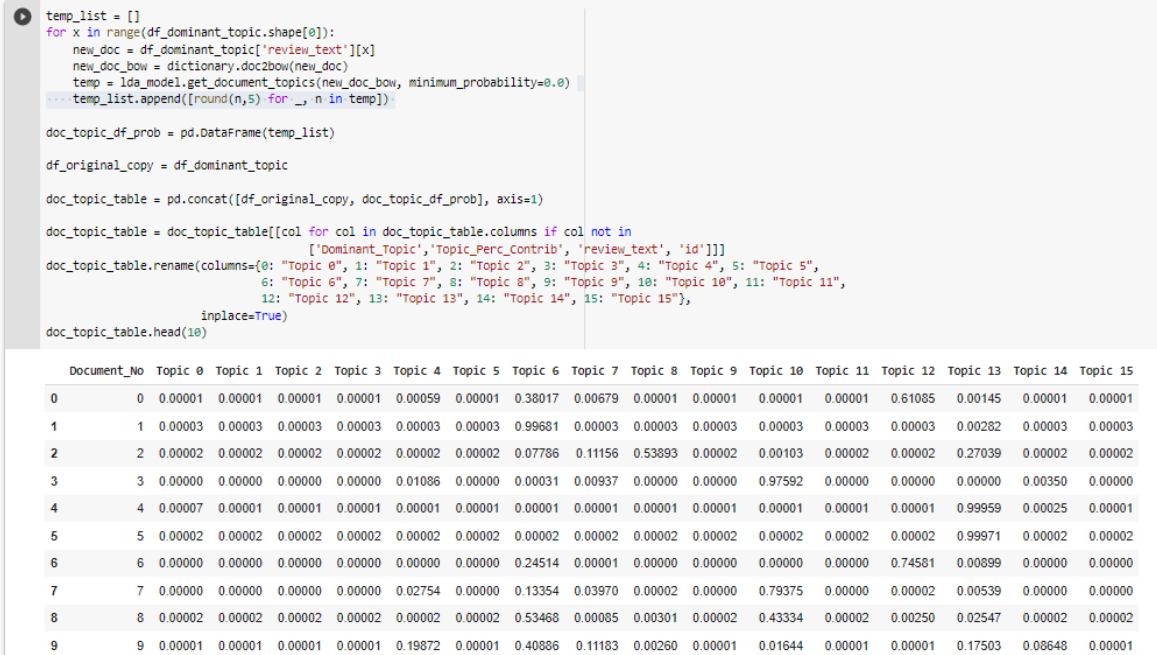 temp_list = []
for x in range(df_dominant_topic.shape[0]):
    new_doc = df_dominant_topic['review_text'][x]
    new_doc_bow = dictionary.doc2bow(new_doc)
    temp = lda_model.get_document_topics(new_doc_bow, minimum_probability=0.0)
    temp_list.append([round(n,5) for _, n in temp])
doc_topic_df_prob = pd.DataFrame(temp_list)
df_original_copy = df_dominant_topic
doc_topic_table = pd.concat([df_original_copy, doc_topic_df_prob], axis=1)
doc_topic_table = doc_topic_table[[col for col in doc_topic_table.columns if col not in
                                   ['Dominant_Topic','Topic_Perc_Contrib', 'review_text', 'id']]]
doc_topic_table.rename(columns={0: "Topic 0", 1: "Topic 1", 2: "Topic 2", 3: "Topic 3", 4: "Topic 4", 5: "Topic 5",
                                6: "Topic 6", 7: "Topic 7", 8: "Topic 8", 9: "Topic 9", 10: "Topic 10", 11: "Topic 11",
                                12: "Topic 12", 13: "Topic 13", 14: "Topic 14", 15: "Topic 15"},
                       inplace=True)
doc_topic_table.head(10)
Document_No Topic 0 Topic 1 Topic 2 Topic 3 Topic 4 Topic 5 Topic 6 Topic 7 Topic 8 Topic 9 Topic 10 Topic 11 Topic 12 Topic 13 Topic 14 Topic 15
0 0 0.00001 0.00001 0.00001 0.00001 0.00059 0.00001 0.38017 0.00679 0.00001 0.00001 0.00001 0.00001 0.61085 0.00145 0.00001 0.00001
1 1 0.00003 0.00003 0.00003 0.00003 0.00003 0.00003 0.99681 0.00003 0.00003 0.00003 0.00003 0.00003 0.00003 0.00282 0.00003 0.00003
2 2 0.00002 0.00002 0.00002 0.00002 0.00002 0.00002 0.07786 0.11156 0.53893 0.00002 0.00103 0.00002 0.00002 0.27039 0.00002 0.00002
3 3 0.00000 0.00000 0.00000 0.00000 0.01086 0.00000 0.00031 0.00937 0.00000 0.00000 0.97592 0.00000 0.00000 0.00000 0.00350 0.00000
4 4 0.00007 0.00001 0.00001 0.00001 0.00001 0.00001 0.00001 0.00001 0.00001 0.00001 0.00001 0.00001 0.00001 0.99959 0.00025 0.00001
5 5 0.00002 0.00002 0.00002 0.00002 0.00002 0.00002 0.00002 0.00002 0.00002 0.00002 0.00002 0.00002 0.00002 0.99971 0.00002 0.00002
6 6 0.00000 0.00000 0.00000 0.00000 0.00000 0.00000 0.24514 0.00001 0.00000 0.00000 0.00000 0.00000 0.74581 0.00899 0.00000 0.00000
7 7 0.00000 0.00000 0.00000 0.00000 0.02754 0.00000 0.13354 0.03970 0.00002 0.00000 0.79375 0.00000 0.00002 0.00539 0.00000 0.00000
8 8 0.00002 0.00002 0.00002 0.00002 0.00002 0.00002 0.53468 0.00085 0.00301 0.00002 0.43334 0.00002 0.00250 0.02547 0.00002 0.00002
9 9 0.00001 0.00001 0.00001 0.00001 0.19872 0.00001 0.40886 0.11183 0.00260 0.00001 0.01644 0.00001 0.00001 0.17503 0.08648 0.00001